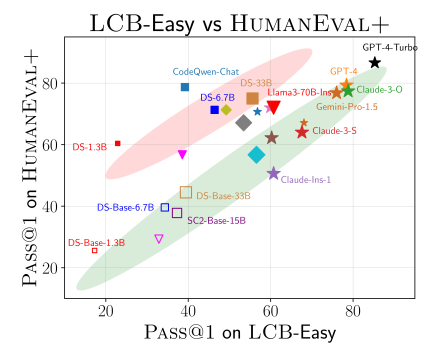 LCB-Easy vs HUMANEVAL+
GPT-4-Turbo
CodeQwen-Chat
GPT-4
DS-33B
Claude-3-O
Llama3-70B-Ins
DS-6.7B
Gemini-Pro-1.5
Claude-3-S
DS-1.3B
Claude-Ins-1
DS-Base-33B
DS-Base-6.7B
SC2-Base-15B
DS-Base-1.3B
80
60
40
20
20
40
60
80
PASS@1 on HUMANEVAL+
PASS@1 on LCB-Easy